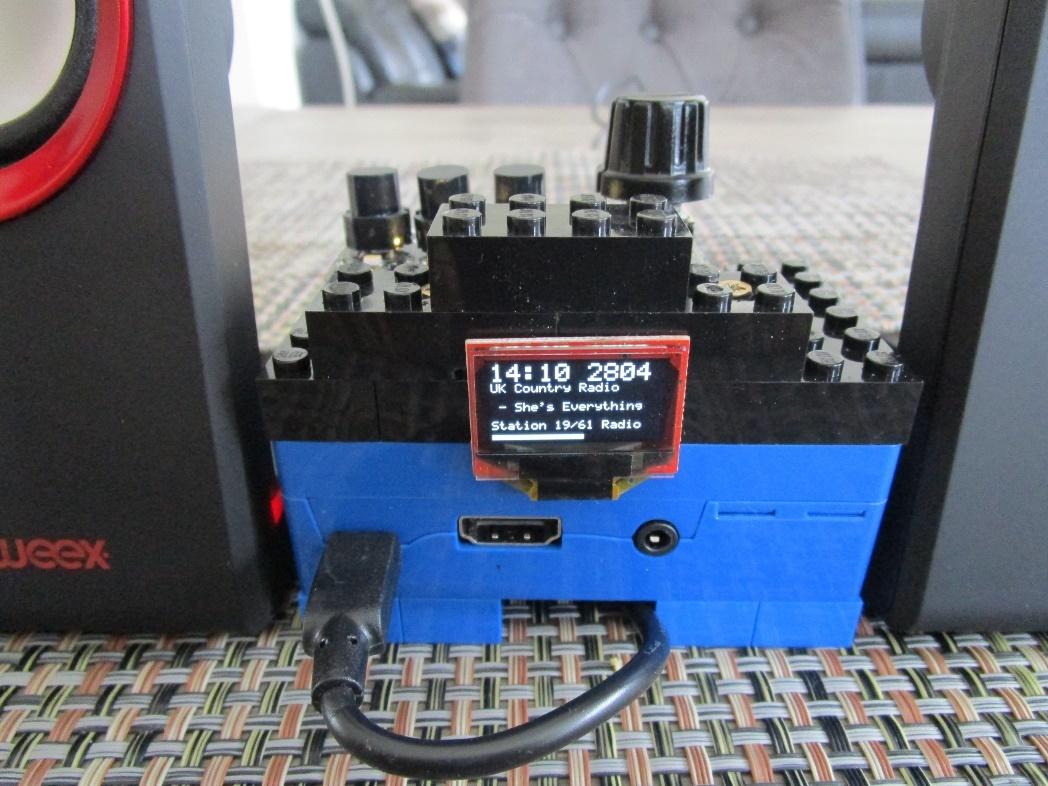 14:10 2804
UK Country Radio
- She's Everything
Station 19/61 Radio
weex